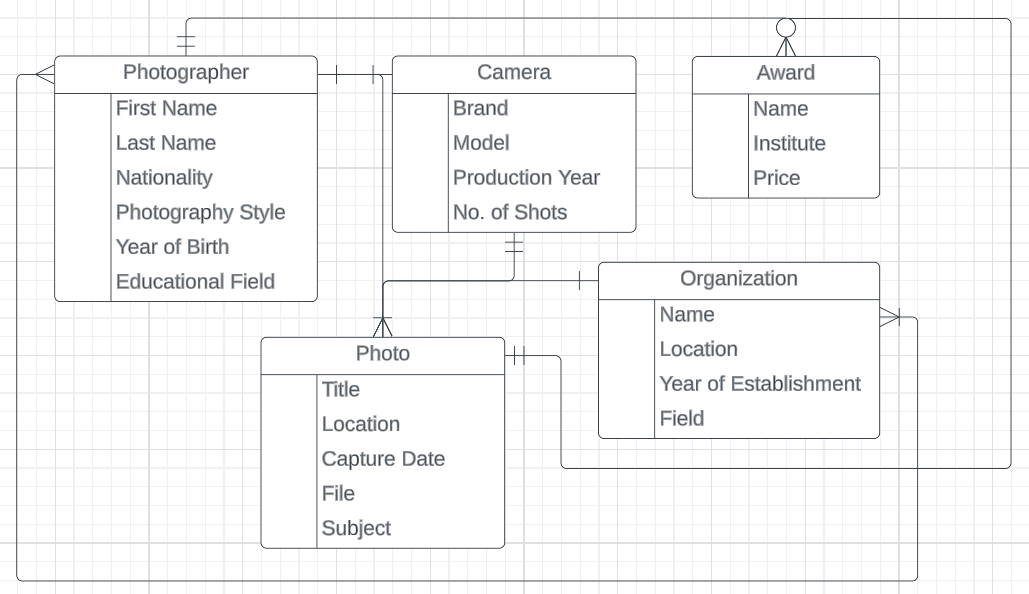 Photographer
First Name
Last Name
Nationality
Photography Style
Year of Birth
Educational Field
Camera
Brand
Model
Production Year
No. of Shots
Award
Name
Institute
Price
Organization
Name
Location
Year of Establishment
Field
Photo
Title
Location
Capture Date
File
Subject